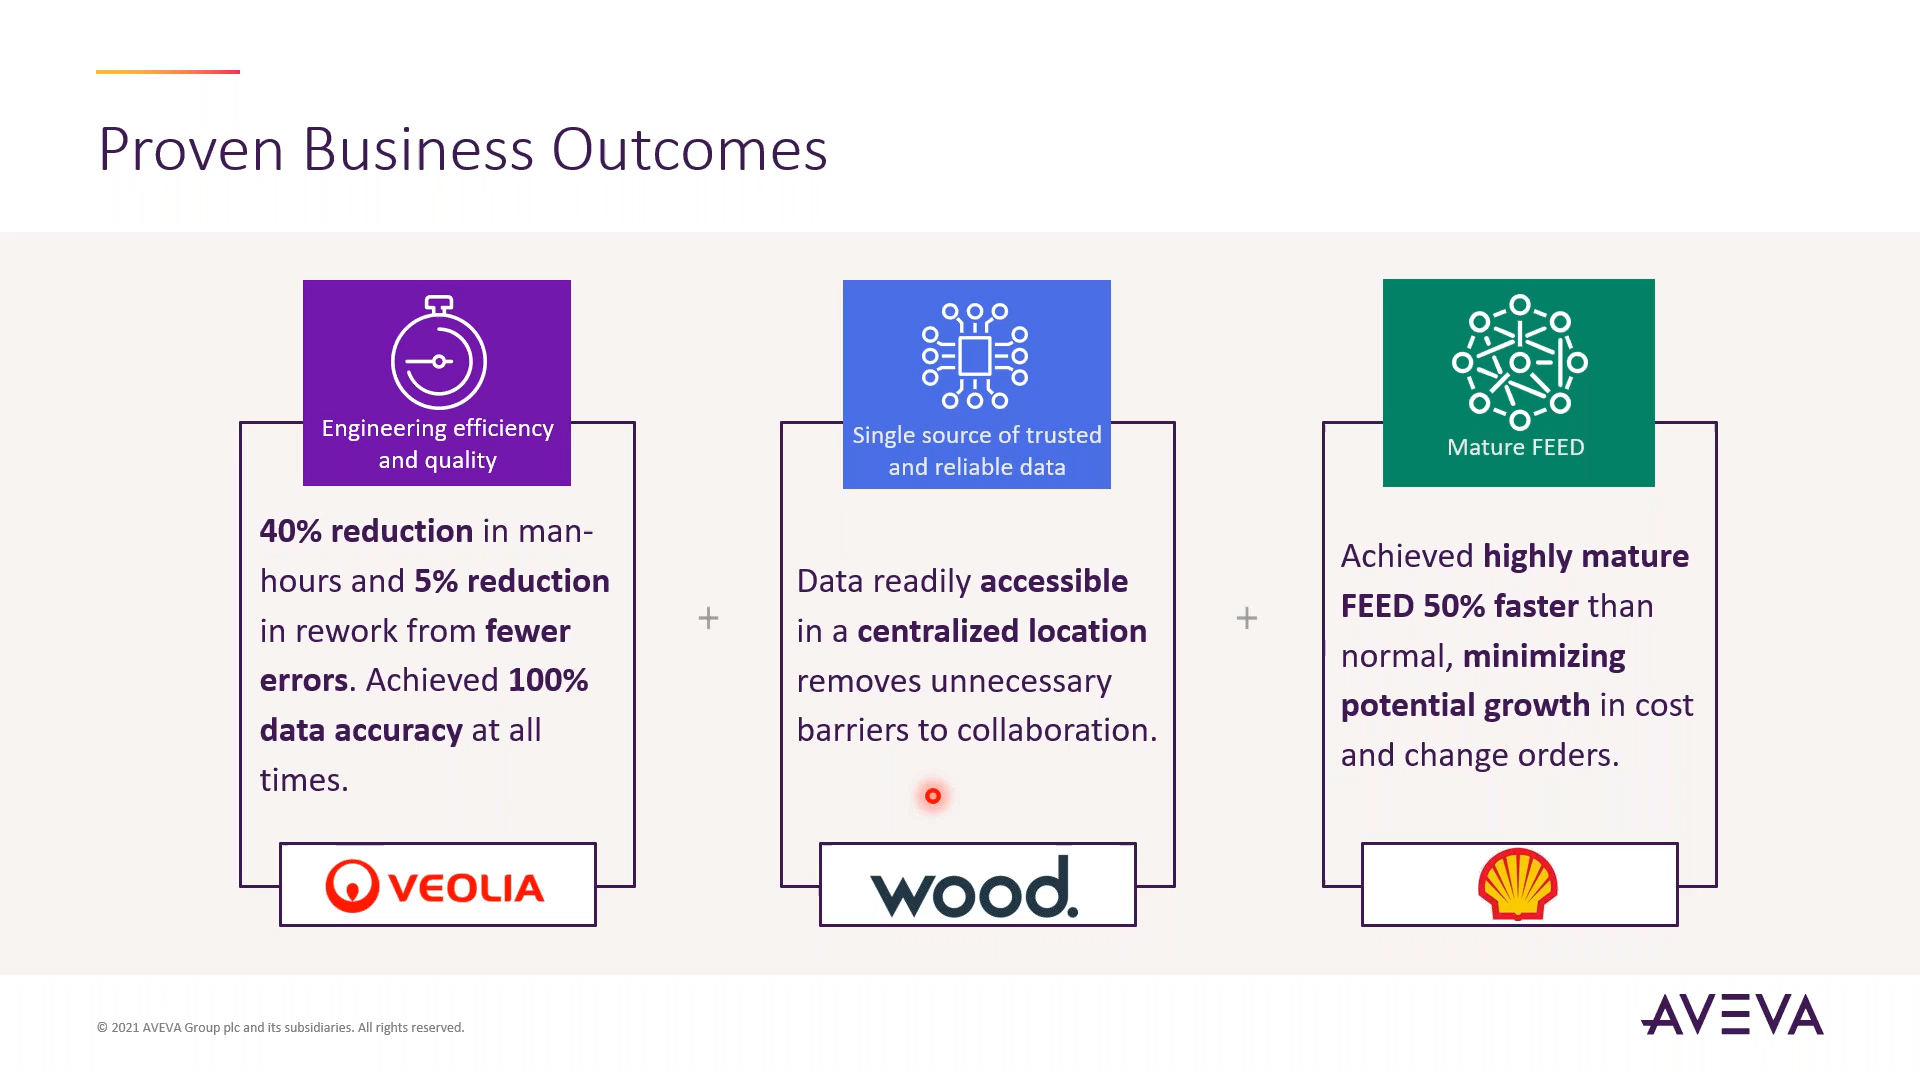 Proven Business Outcomes
Engineering efficiency
and quality
40% reduction in man-
hours and 5% reduction
in rework from fewer
errors. Achieved 100%
data accuracy at all
times.
VEOLIA
+
Single source of trusted
and reliable data
Data readily accessible
in a centralized location
removes unnecessary
barriers to collaboration.
wood.
+
Mature FEED
Achieved highly mature
FEED 50% faster than
normal, minimizing
potential growth in cost
and change orders.
© 2021 AVEVA Group plc and its subsidiaries. All rights reserved.
AVEVA